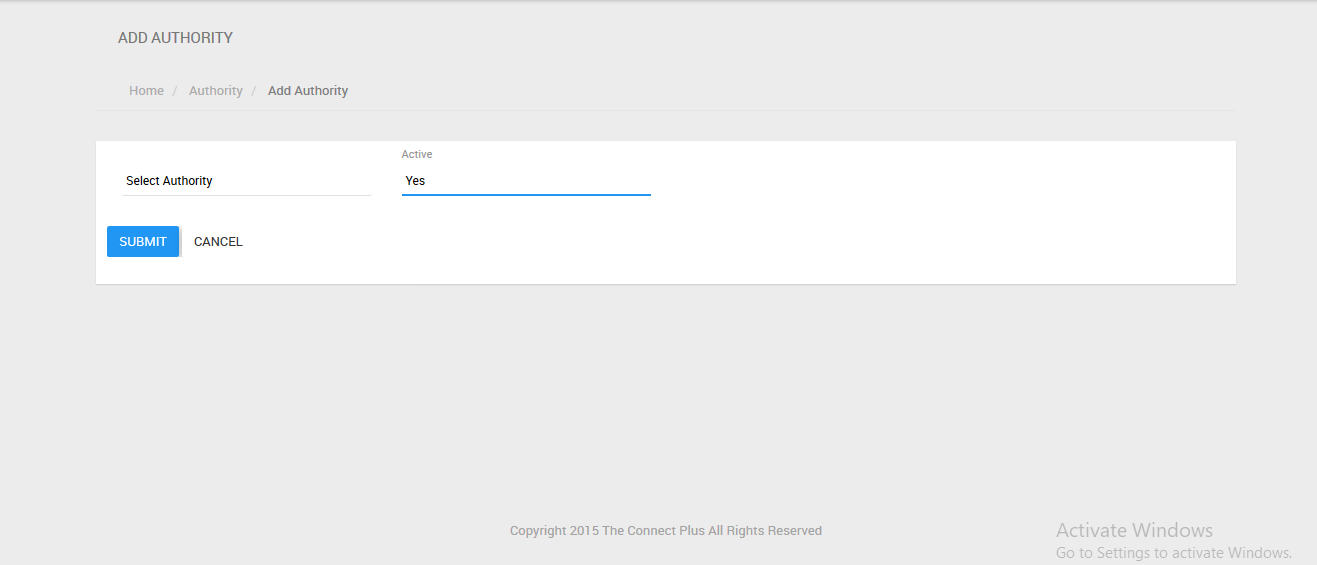 ADD AUTHORITY
Home / Authority / Add Authority
Active
Select Authority Yes
SUBMIT CANCEL
Copyright 2015 The Connect Plus All Rights Reserved
Activate Windows
Go to Settings to activate Windows.